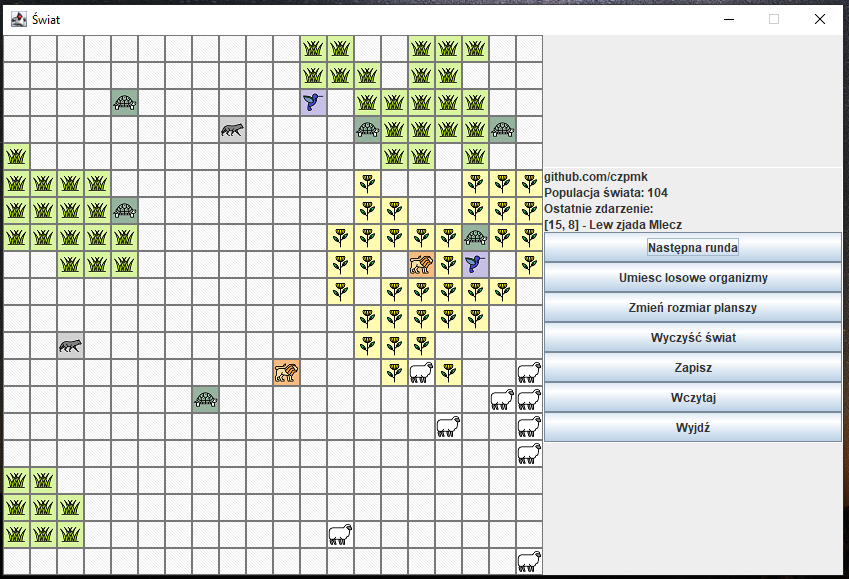 Świat
github.com/czpmk
Populacja świata: 104
Ostatnie zdarzenie:
[15, 8] - Lew zjada Mlecz
Następna runda
Umiesc losowe organizmy
Zmień rozmiar planszy
Wyczyść świat
Zapisz
Wczytaj
Wyjdź